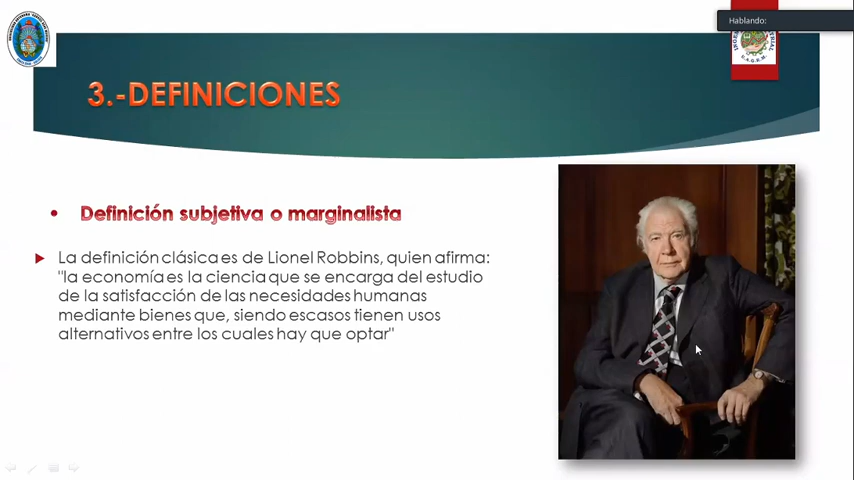 Hablando:
3.-DEFINICIONES
• Definición subjetiva o marginalista
La definición clásica es de Lionel Robbins, quien afirma:
"la economía es la ciencia que se encarga del estudio
de la satisfacción de las necesidades humanas
mediante bienes que, siendo escasos tienen usos
alternativos entre los cuales hay que optar"
U.A.G.R.M.